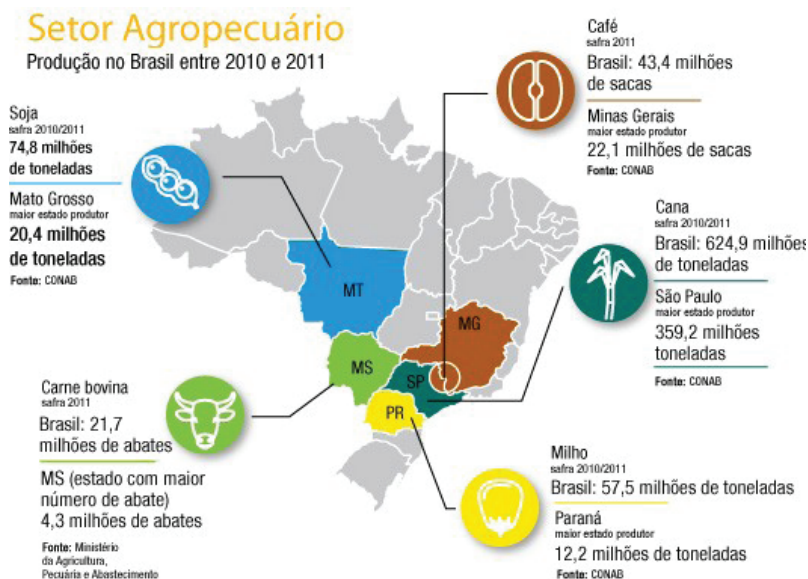 Setor Agropecuário
Produção no Brasil entre 2010 e 2011
Soja
safra 2010/2011
74,8 milhões
de toneladas
Mato Grosso
maior estado produtor
20,4 milhões
de toneladas
Fonte: CONAB
Café
safra 2011
Brasil: 43,4 milhões
de sacas
Minas Gerais
maior estado produtor
22,1 milhões de sacas
Fonte: CONAB
Cana
safra 2010/2011
Brasil: 624,9 milhões
de toneladas
São Paulo
maior estado produtor
359,2 milhões
toneladas
Fonte: CONAB
MT
MG
MS
SP
PR
Carne bovina
safra 2011
Brasil: 21,7
milhões de abates
MS (estado com maior
número de abate)
4,3 milhões de abates
Fonte: Ministério
da Agricultura,
Pecuária e Abastecimento
Milho
safra 2010/2011
Brasil: 57,5 milhões de toneladas
Paraná
maior estado produtor
12,2 milhões de toneladas
Fonte: CONAB